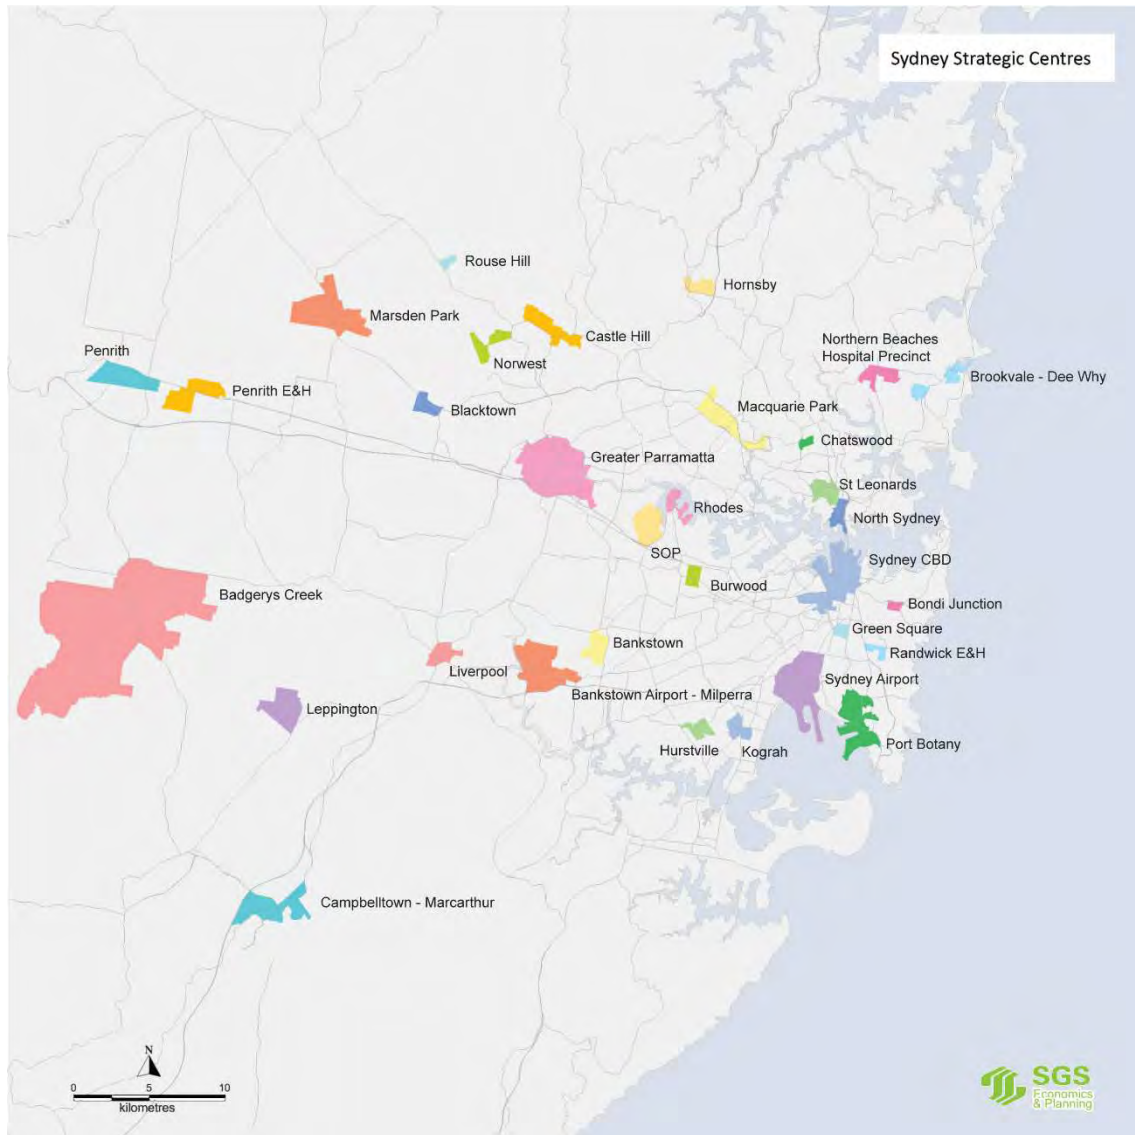 Sydney Strategic Centres
Rouse Hill
Hornsby
Marsden Park
Castle Hill
Norwest
Northern Beaches
Hospital Precinct
Penrith
Brookvale - Dee Why
Penrith E&H
Blacktown
Macquarie Park
Chatswood
Greater Parramatta
St Leonards
Rhodes
North Sydney
SOP
Sydney CBD
Burwood
Badgerys Creek
Bondi Junction
Green Square
Bankstown
Randwick E&H
Liverpool
Sydney Airport
Bankstown Airport - Milperra
Leppington
Hurstville
Kograh
Port Botany
Campbelltown - Marcarthur
N
0 5 10
kilometres
SGS
Economics
& Planning